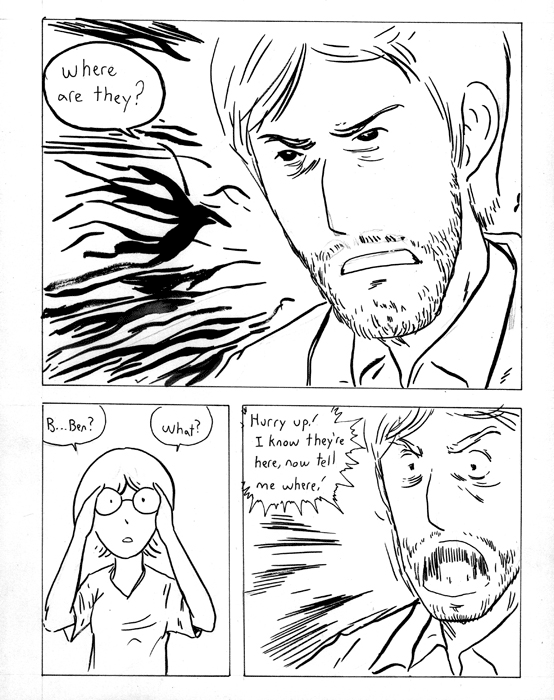 where
are they?
B...Ben?
What?
Hurry up!
I know they're
here, now tell
me where!